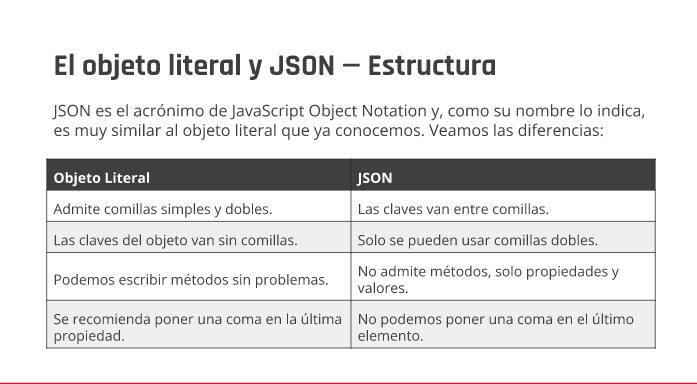 El objeto literal y JSON — Estructura
JSON es el acrónimo de JavaScript Object Notation y, como su nombre lo indica,
es muy similar al objeto literal que ya conocemos. Veamos las diferencias:
Objeto Literal JSON
Admite comillas simples y dobles. Las claves van entre comillas.
Las claves del objeto van sin comillas. Solo se pueden usar comillas dobles.
Podemos escribir métodos sin problemas. No admite métodos, solo propiedades y
valores.
Se recomienda poner una coma en la última No podemos poner una coma en el último
propiedad. elemento.